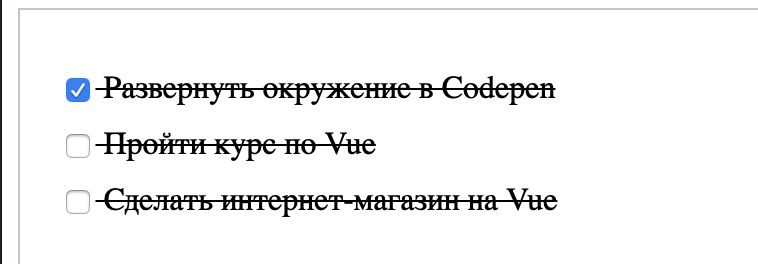 Развернуть окружение в Codepen
Пройти курс по Vue
Сделать интернет-магазин на Vue